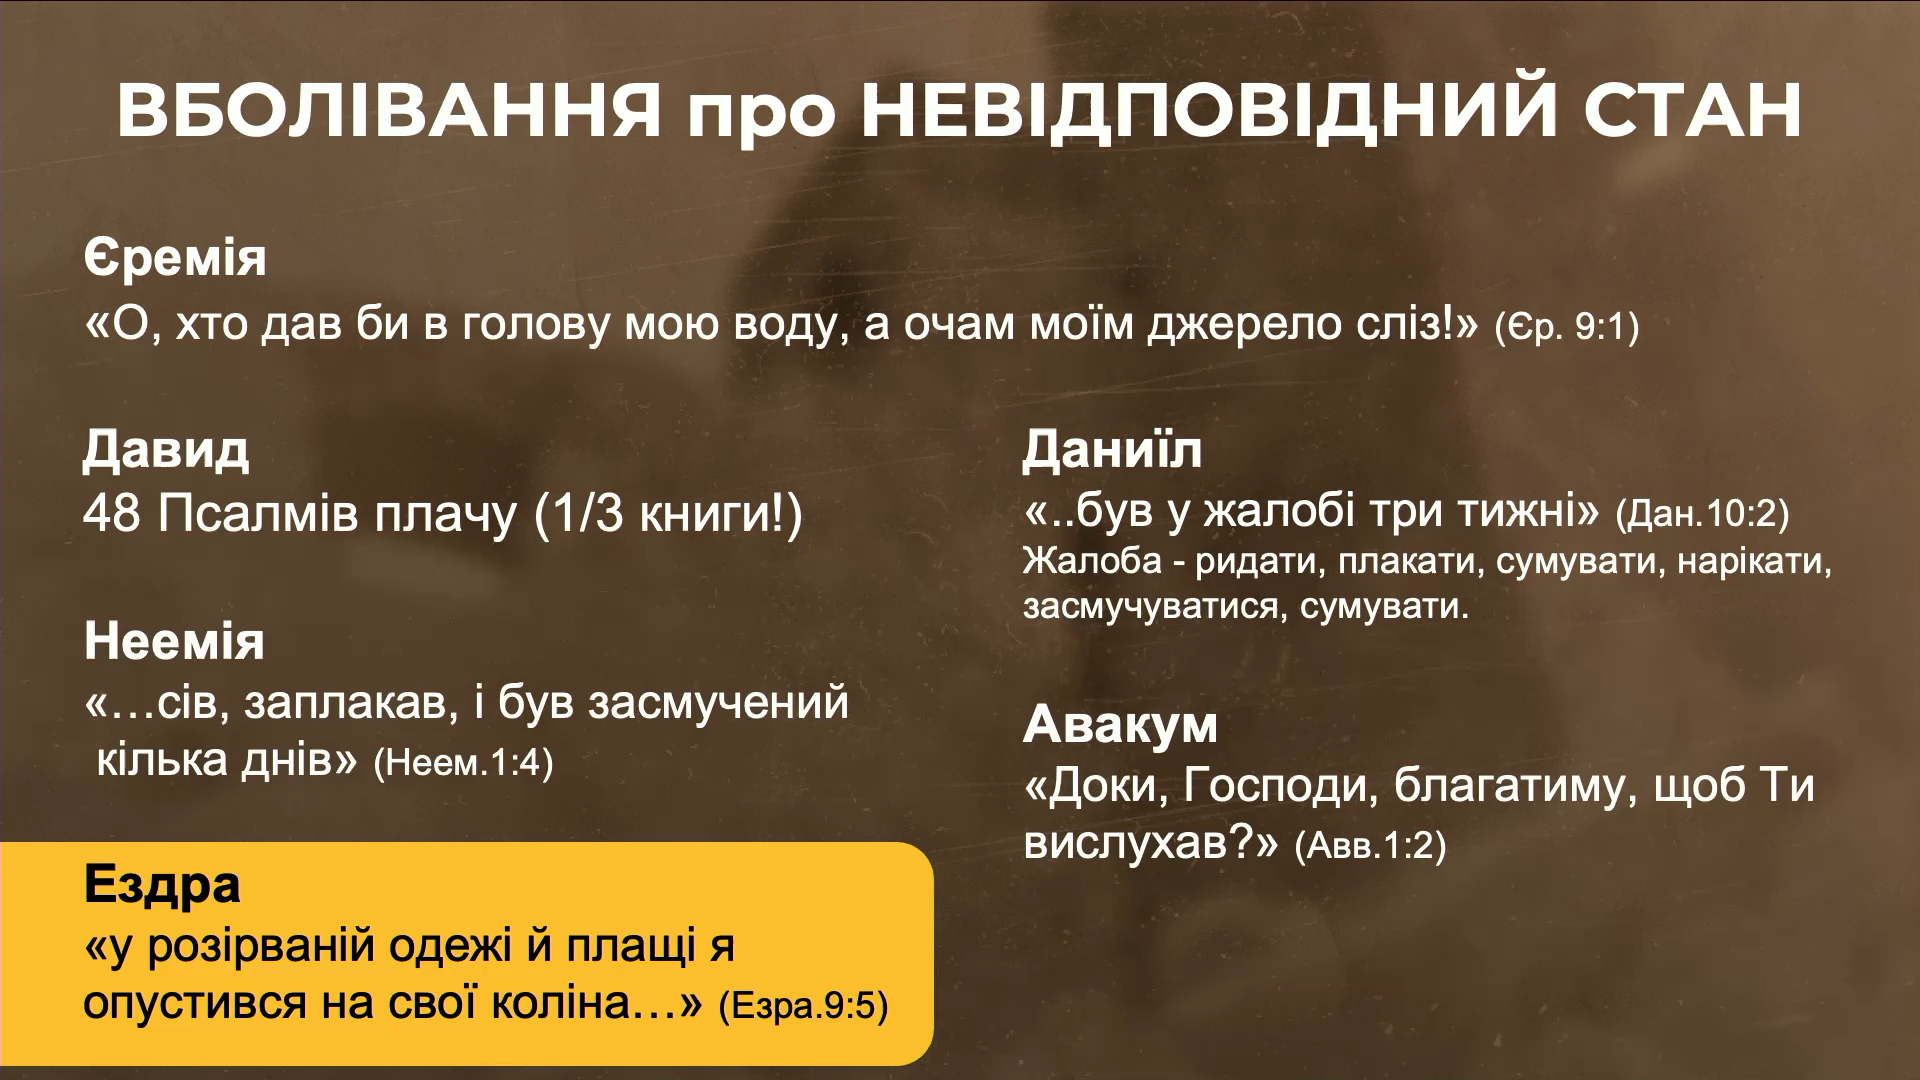 ВБОЛІВАННЯ про НЕВІДПОВІДНИЙ СТАН
Єремія
«О, хто дав би в голову мою воду, а очам моїм джерело сліз!» (Єр. 9:1)
Давид
48 Псалмів плачу (1/3 книги!)
Неемія
«…сів, заплакав, і був засмучений
кілька днів» (Неем.1:4)
Ездра
«у розірваній одежі й плащі я
опустився на свої коліна…» (Езра.9:5)
Даниїл
«..був у жалобі три тижні» (Дан.10:2)
Жалоба - ридати, плакати, сумувати, нарікати,
засмучуватися, сумувати.
Авакум
«Доки, Господи, благатиму, щоб Ти
вислухав?» (Авв.1:2)